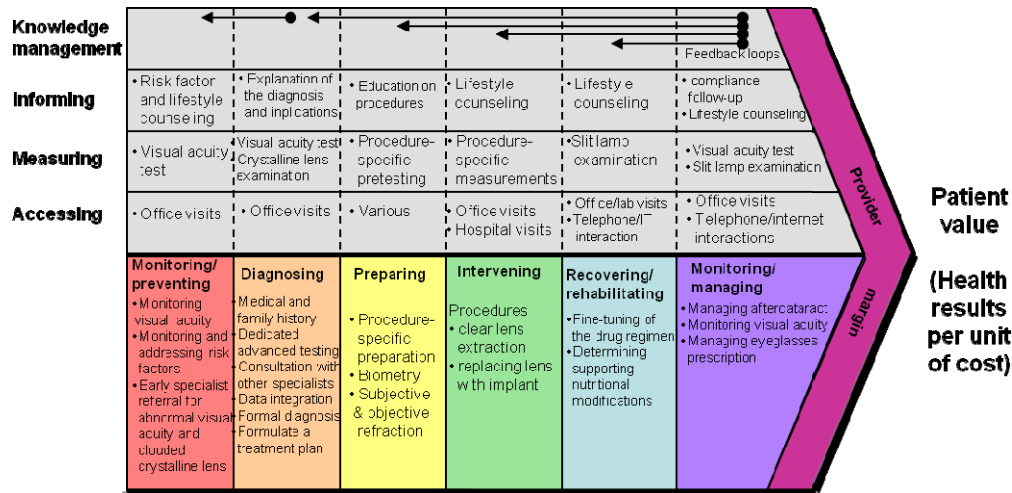 Knowledge
management
Feedback loops
Informing
• Risk factor
and lifestyle
counseling
• Explanation of
the diagnosis
and inplications
• Education on
procedures
• Lifestyle
counseling
• Lifestyle
counseling
• compliance
follow-up
• Lifestyle counseling
Measuring
• Visual acuity
test
Visual acuity test
Crystalline lens
examination
• Procedure-
specific
pretesting
• Procedure-
specific
measurements
•Slit lamp
examination
• Visual acuity test
• Slit lamp examination
Accessing
• Office visits
• Office visits
• Various
• Office visits
• Hospital visits
• Office/lab visits
• Telephone/IT
interaction
• Office visits
• Telephone/internet
interactions
Monitoring/
preventing
• Monitoring
visual acuity
• Monitoring and
addressing risk
factors
• Early specialist
referral for
abnormal visual
acuity and
clouded
crystalline lens
Diagnosing
• Medical and
family history
• Dedicated
advanced testing
• Consultation with
other specialists
• Data integration
• Formal diagnosis
• Formulate a
treatment plan
Preparing
• Procedure-
specific
preparation
• Biometry
• Subjective
& objective
refraction
Intervening
Procedures
• clear lens
extraction
• replacing lens
with implant
Recovering/
rehabilitating
• Fine-tuning of
the drug regimen
• Determining
supporting
nutritional
modifications
Monitoring/
managing
• Managing aftercataract
• Monitoring visual acuity
• Managing eyeglasses
prescription
Provider
margin
Patient
value
(Health
results
per unit
of cost)